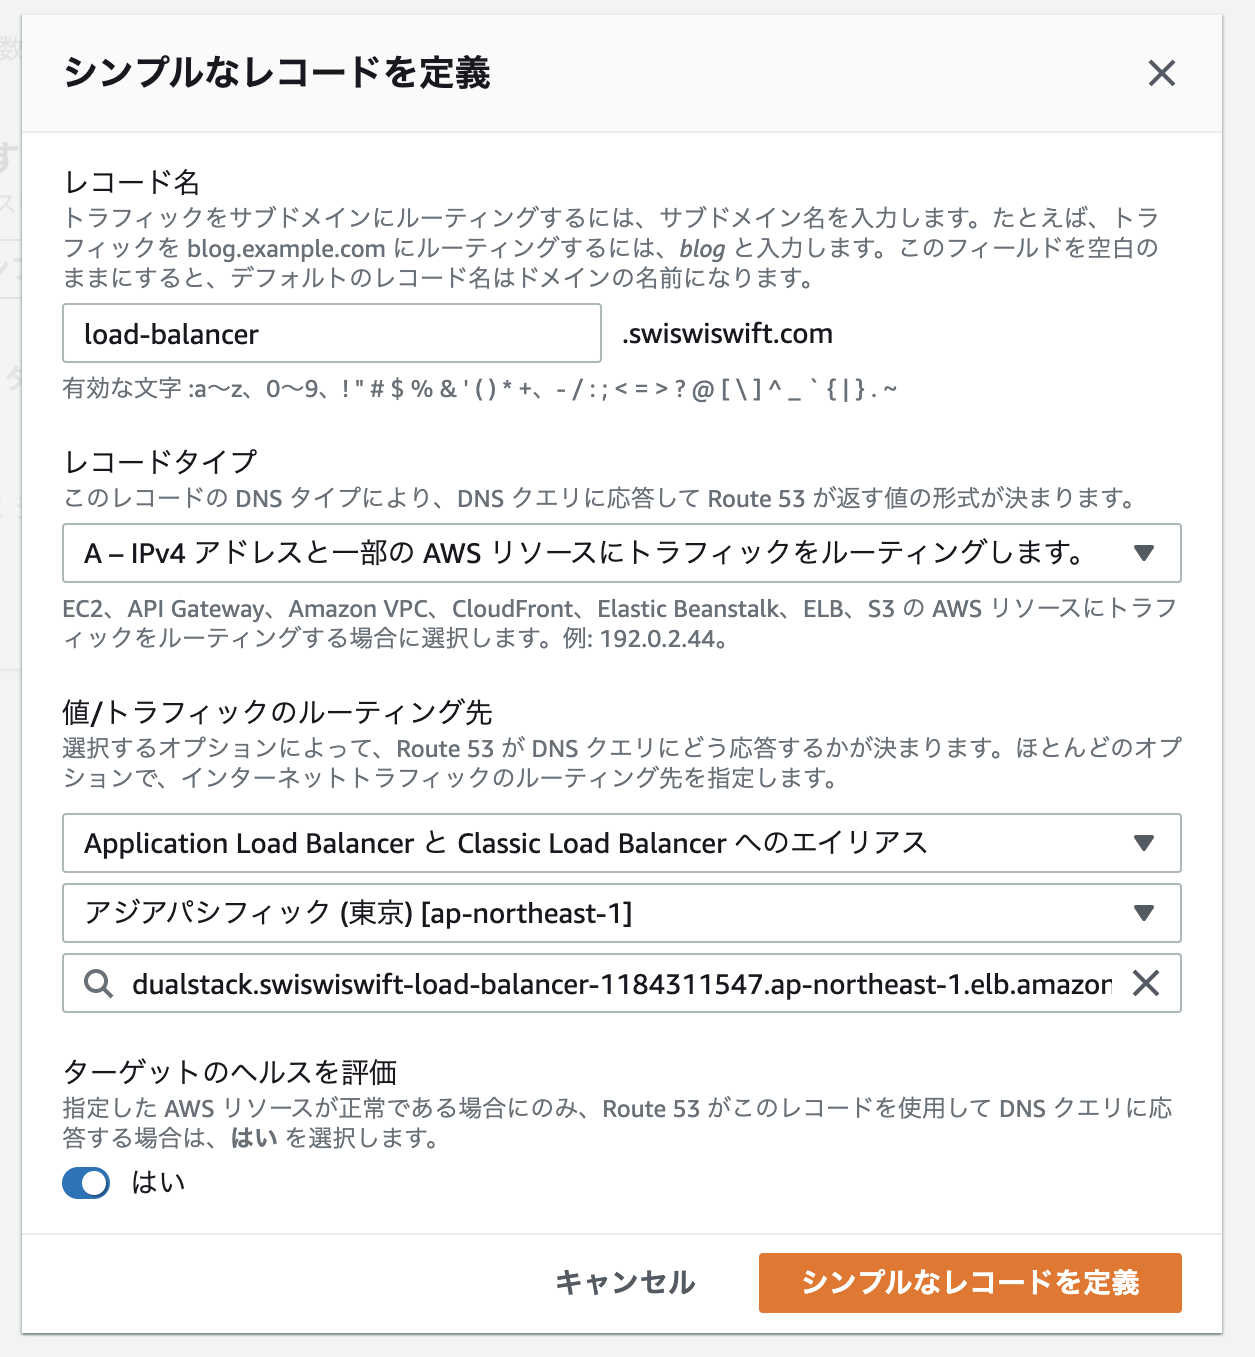 シンプルなレコードを定義
レコード名
トラフィックをサブドメインにルーティングするには、サブドメイン名を入力します。たとえば、トラ
フィックを blog.example.com にルーティングするには、blog と入力します。このフィールドを空白の
ままにすると、デフォルトのレコード名はドメインの名前になります。
load-balancer .swiswiswift.com
有効な文字 :a〜z、0〜9、! " # $ % & ' ( ) * +、- / : ; < = > ? @ [ \ ] ^ _ ` { | } . ~
レコードタイプ
このレコードの DNS タイプにより、DNS クエリに応答して Route 53 が返す値の形式が決まります。
A – IPv4 アドレスと一部の AWS リソースにトラフィックをルーティングします。
EC2、API Gateway、Amazon VPC、CloudFront、Elastic Beanstalk、ELB、S3 の AWS リソースにトラフ
ィックをルーティングする場合に選択します。例: 192.0.2.44。
値/トラフィックのルーティング先
選択するオプションによって、Route 53 が DNS クエリにどう応答するかが決まります。ほとんどのオプ
ションで、インターネットトラフィックのルーティング先を指定します。
Application Load Balancer と Classic Load Balancer へのエイリアス
アジアパシフィック (東京) [ap-northeast-1]
dualstack.swiswiswift-load-balancer-1184311547.ap-northeast-1.elb.amazon
ターゲットのヘルスを評価
指定した AWS リソースが正常である場合にのみ、Route 53 がこのレコードを使用して DNS クエリに応
答する場合は、はい を選択します。
はい
キャンセル シンプルなレコードを定義